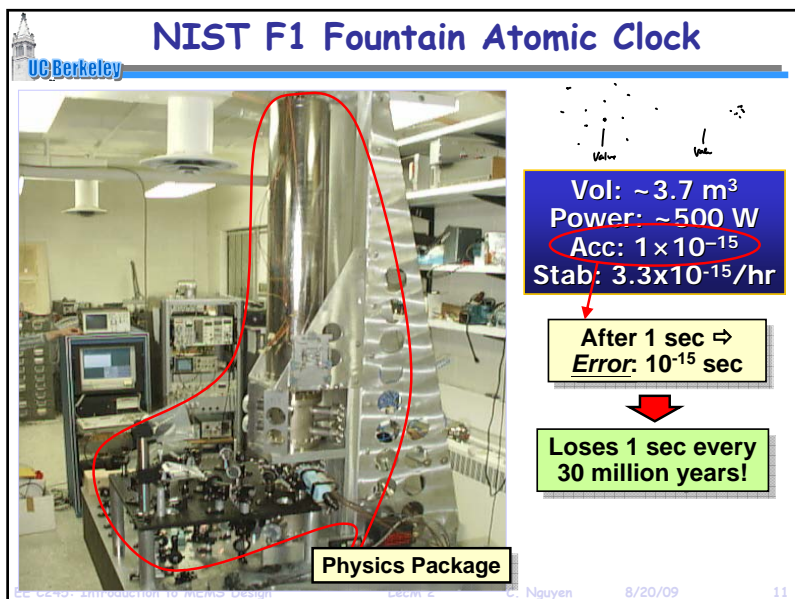 NIST F1 Fountain Atomic Clock
UC Berkeley
Value
Vol: ~3.7 m³
Power: ~500 W
Acc: 1×10⁻¹⁵
Stab: 3.3x10⁻¹⁵/hr
After 1 sec ⇨
Error: 10⁻¹⁵ sec
Loses 1 sec every
30 million years!
Physics Package
EE C245: Introduction to MEMS Design LecM 2 C. Nguyen 8/20/09 11